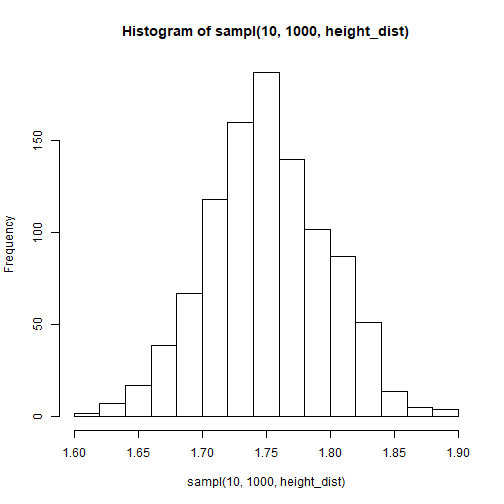 Histogram of sampl(10, 1000, height_dist)
Frequency
150
100
50
0
1.60 1.65 1.70 1.75 1.80 1.85 1.90
sampl(10, 1000, height_dist)